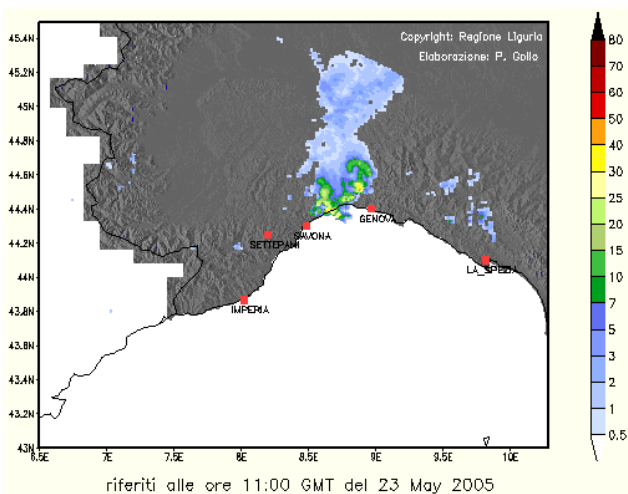 Copyright: Regione Liguria
Elaborazione: P. Gollo
45.4N
45.2N
45N
44.8N
44.6N
44.4N
44.2N
44N
43.8N
43.6N
43.4N
43.2N
43N
GENOVA
SAVONA
SETTEPANI
LA_SPEZIA
IMPERIA
6.5E
7E
7.5E
8E
8.5E
9E
9.5E
10E
80
70
60
50
40
30
25
20
15
10
7
5
3
2
1
0.5
riferiti alle ore 11:00 GMT del 23 May 2005